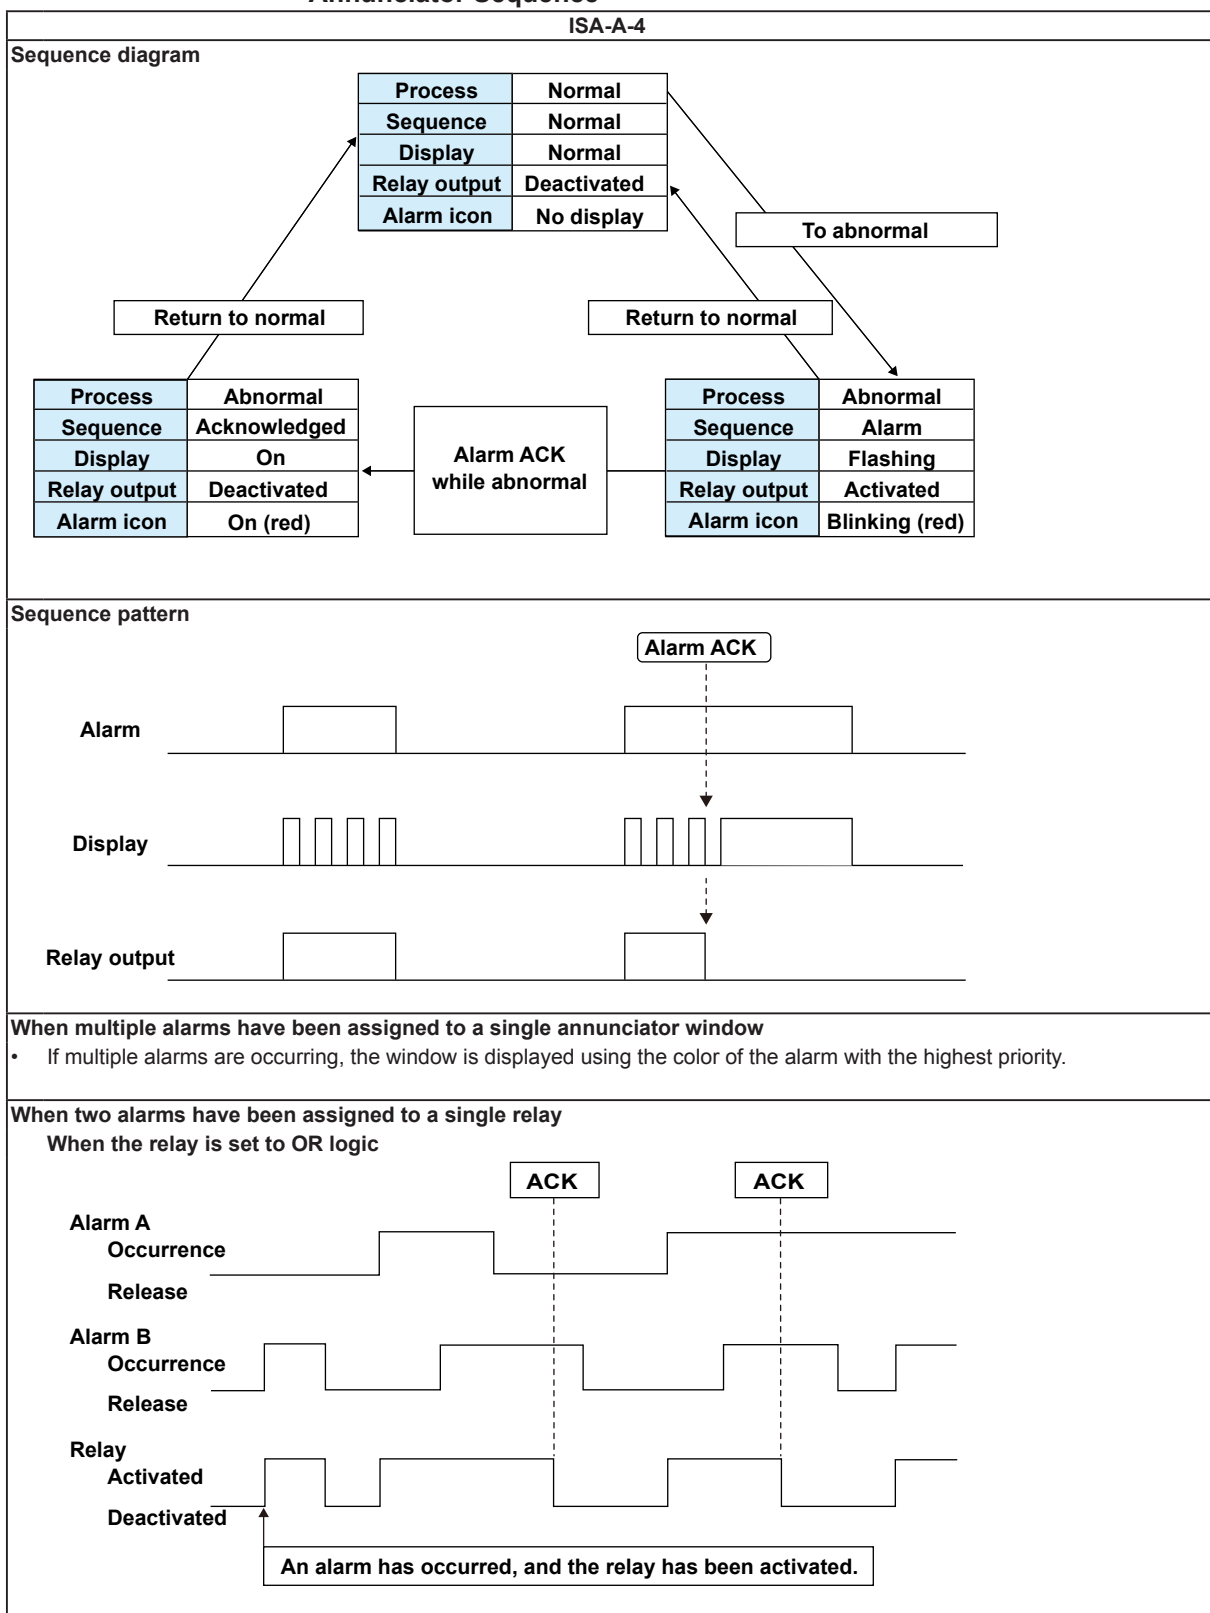 Annunciator Sequence
ISA-A-4
Sequence diagram
Process Normal
Sequence Normal
Display Normal
Relay output Deactivated
Alarm icon No display
To abnormal
Return to normal
Return to normal
Process Abnormal
Sequence Acknowledged
Display On
Relay output Deactivated
Alarm icon On (red)
Alarm ACK
while abnormal
Process Abnormal
Sequence Alarm
Display Flashing
Relay output Activated
Alarm icon Blinking (red)
Sequence pattern
Alarm ACK
Alarm
Display
Relay output
When multiple alarms have been assigned to a single annunciator window
• If multiple alarms are occurring, the window is displayed using the color of the alarm with the highest priority.
When two alarms have been assigned to a single relay
When the relay is set to OR logic
ACK ACK
Alarm A
Occurrence
Release
Alarm B
Occurrence
Release
Relay
Activated
Deactivated
An alarm has occurred, and the relay has been activated.